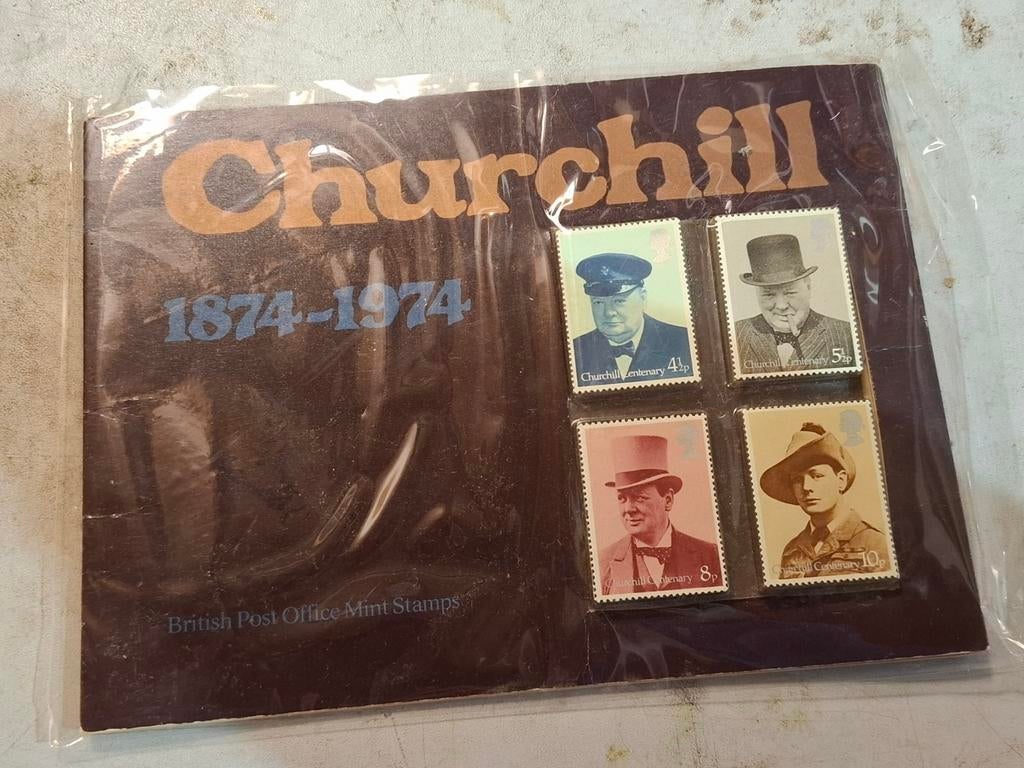 Churchill
1874-1974
Churchill Centenary 4½p
Churchill Centenary 5½p
Churchill Centenary 8p
Churchill Centenary 10p
British Post Office Mint Stamps